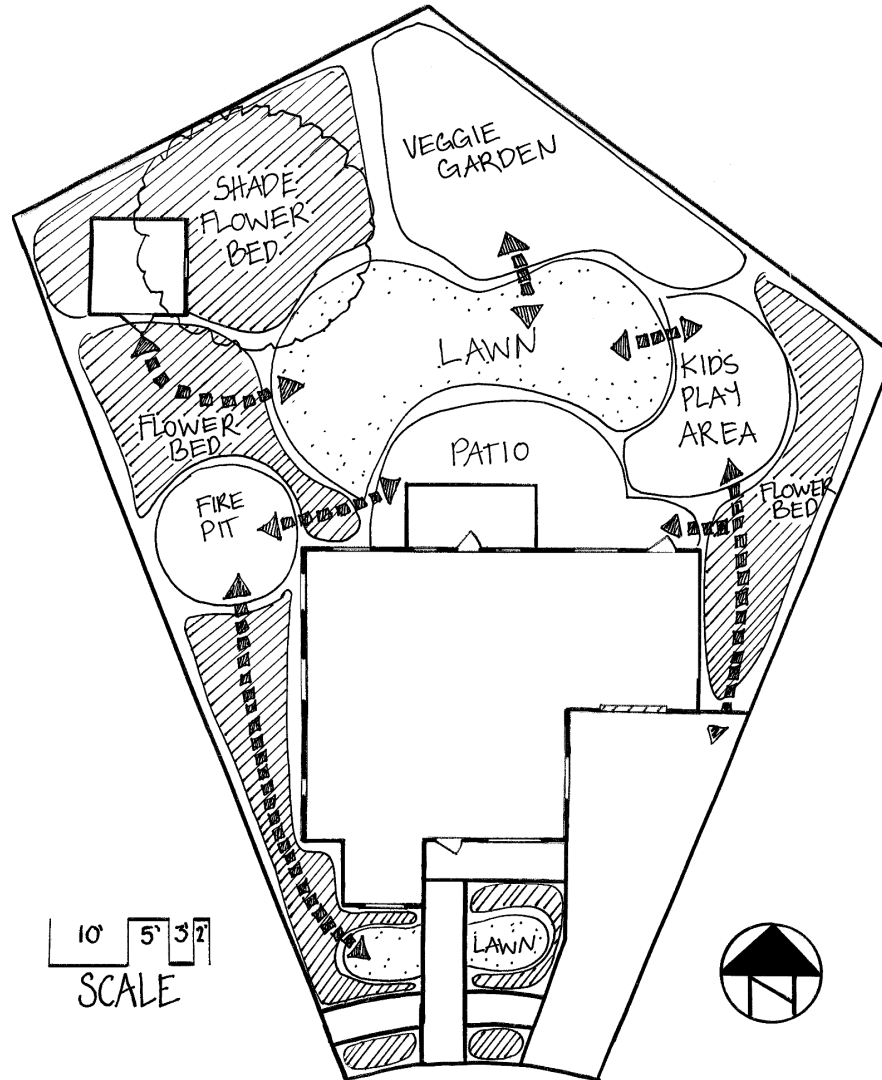 VEGGIE
GARDEN
SHADE
FLOWER
BED
LAWN
KIDS
PLAY
AREA
FLOWER
BED
PATIO
FIRE
PIT
FLOWER
BED
LAWN
10' 5' 3' 2'
SCALE
N